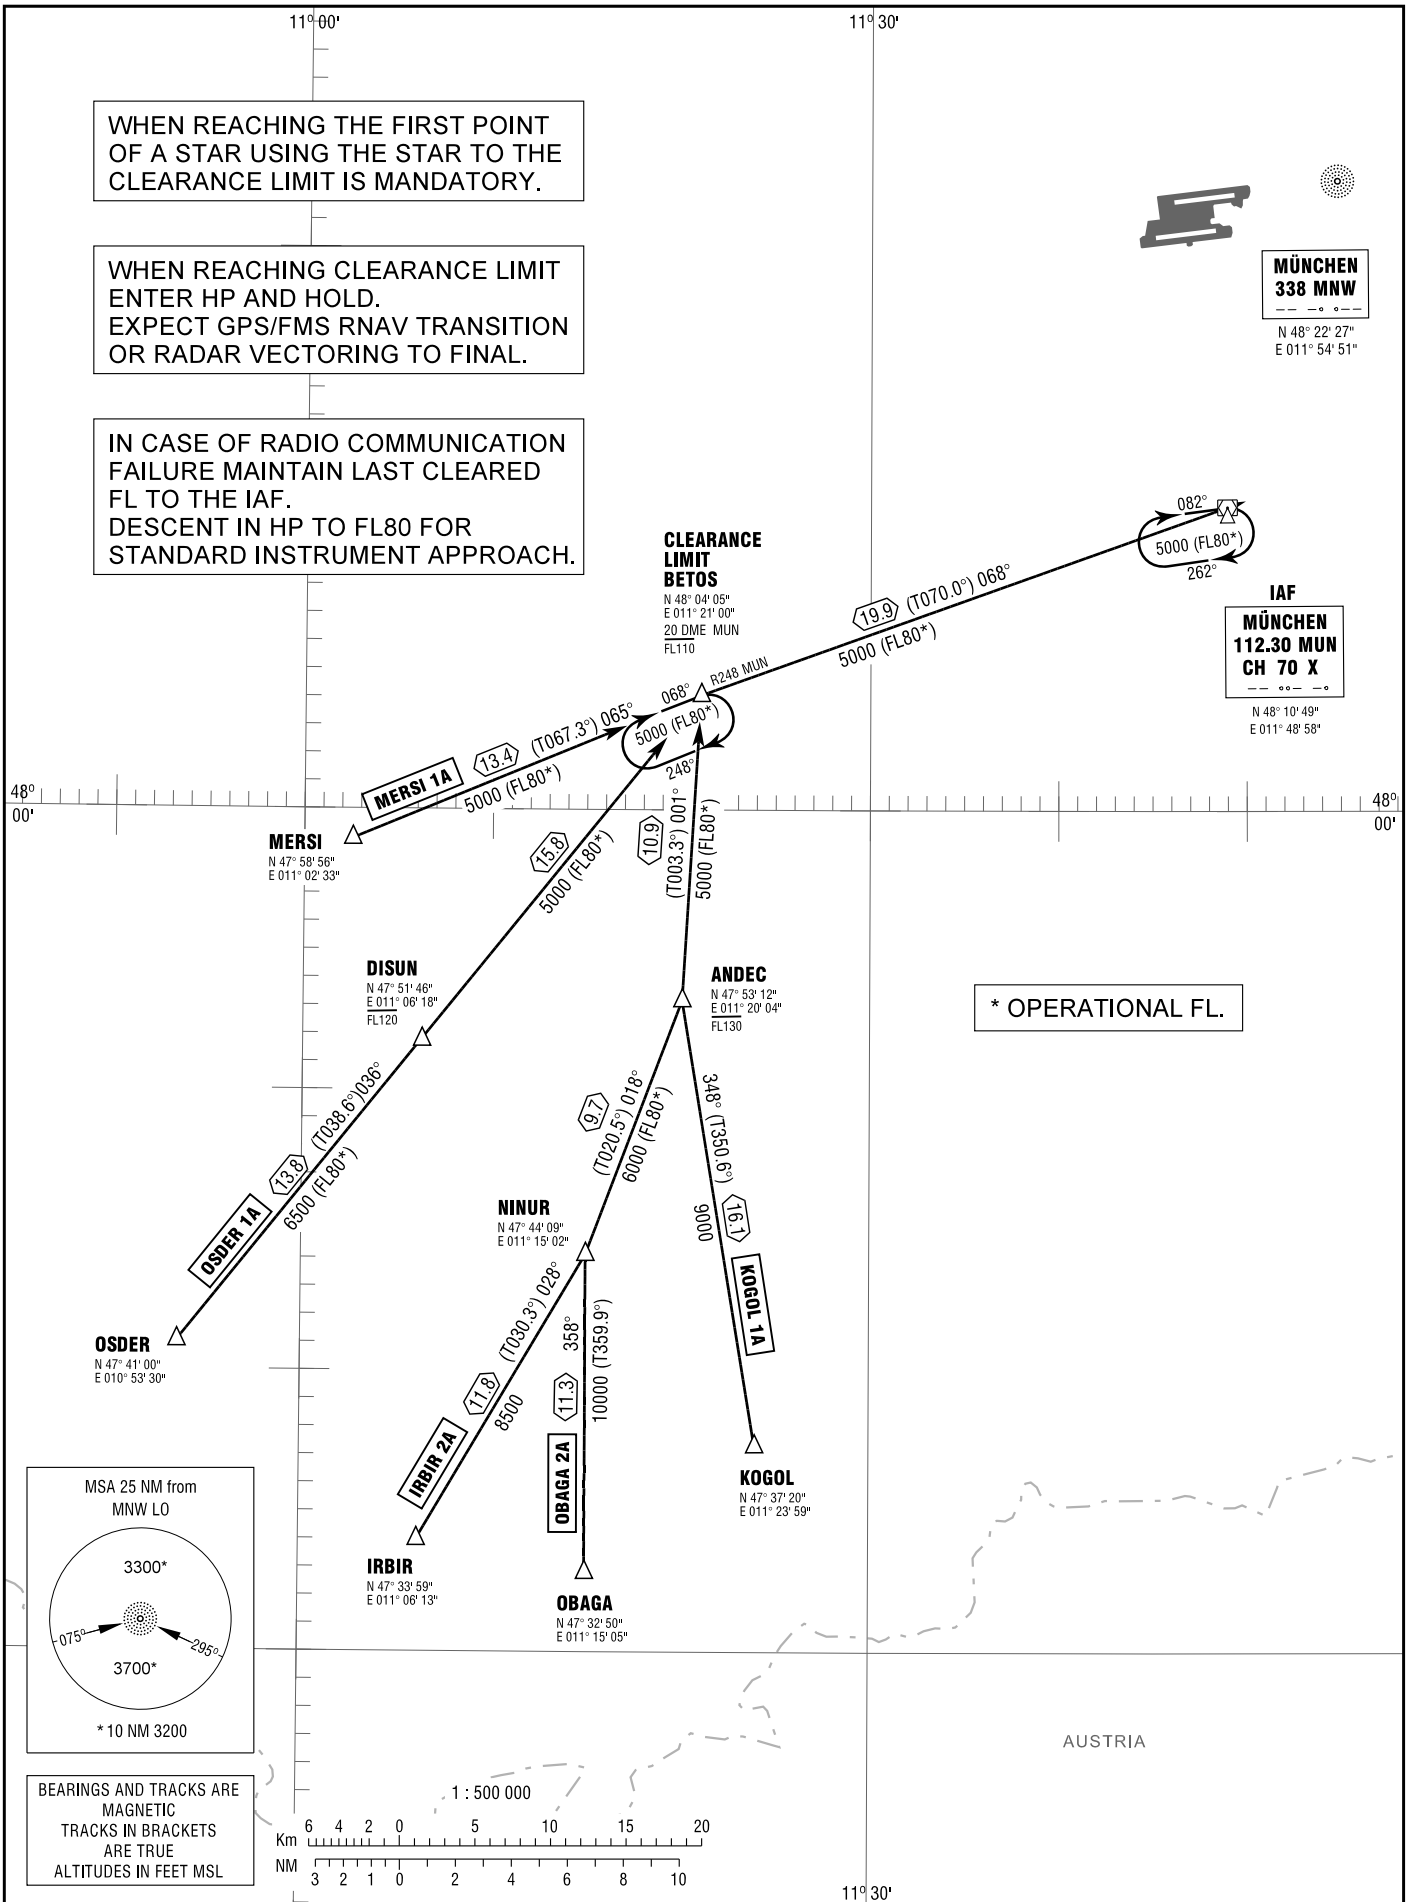 11° 00'
11° 30'
WHEN REACHING THE FIRST POINT
OF A STAR USING THE STAR TO THE
CLEARANCE LIMIT IS MANDATORY.
WHEN REACHING CLEARANCE LIMIT
ENTER HP AND HOLD.
EXPECT GPS/FMS RNAV TRANSITION
OR RADAR VECTORING TO FINAL.
IN CASE OF RADIO COMMUNICATION
FAILURE MAINTAIN LAST CLEARED
FL TO THE IAF.
DESCENT IN HP TO FL80 FOR
STANDARD INSTRUMENT APPROACH.
MÜNCHEN
338 MNW
N 48° 22' 27"
E 011° 54' 51"
082°
5000 (FL80*)
262°
IAF
MÜNCHEN
112.30 MUN
CH 70 X
N 48° 10' 49"
E 011° 48' 58"
CLEARANCE
LIMIT
BETOS
N 48° 04' 05"
E 011° 21' 00"
20 DME MUN
FL110
19.9 (T070.0°) 068°
5000 (FL80*)
R248 MUN
068°
5000 (FL80*)
248°
MERSI 1A 13.4 (T067.3°) 065°
5000 (FL80*)
48°
00'
48°
00'
MERSI
N 47° 58' 56"
E 011° 02' 33"
15.8
5000 (FL80*)
10.9
(T003.3°) 001°
5000 (FL80*)
DISUN
N 47° 51' 46"
E 011° 06' 18"
FL120
ANDEC
N 47° 53' 12"
E 011° 20' 04"
FL130
* OPERATIONAL FL.
OSDER 1A 13.8 (T038.6°)036°
6500 (FL80*)
9.7
(T020.5°) 018°
6000 (FL80*)
348° (T350.6°)
9000
16.1
KOGOL 1A
NINUR
N 47° 44' 09"
E 011° 15' 02"
OSDER
N 47° 41' 00"
E 010° 53' 30"
IRBIR 2A 11.8 (T030.3°) 028°
8500
OBAGA 2A 11.3 358°
10000 (T359.9°)
KOGOL
N 47° 37' 20"
E 011° 23' 59"
IRBIR
N 47° 33' 59"
E 011° 06' 13"
OBAGA
N 47° 32' 50"
E 011° 15' 05"
MSA 25 NM from
MNW LO
3300*
075°
295°
3700*
* 10 NM 3200
AUSTRIA
BEARINGS AND TRACKS ARE
MAGNETIC
TRACKS IN BRACKETS
ARE TRUE
ALTITUDES IN FEET MSL
1 : 500 000
Km 6 4 2 0 5 10 15 20
NM 3 2 1 0 2 4 6 8 10
11° 30'